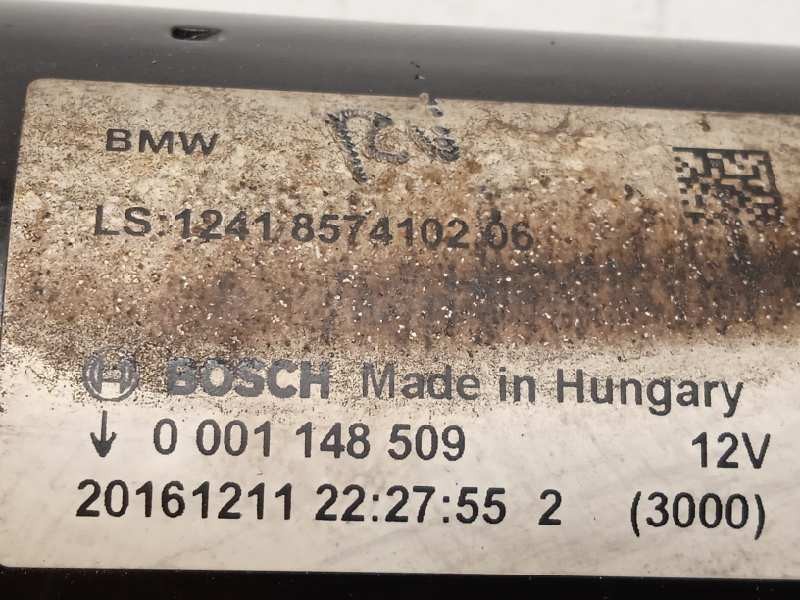 BMW
LS:1241 8574102 06
BOSCH Made in Hungary
↓ 0 001 148 509 12V
20161211 22:27:55 2 (3000)